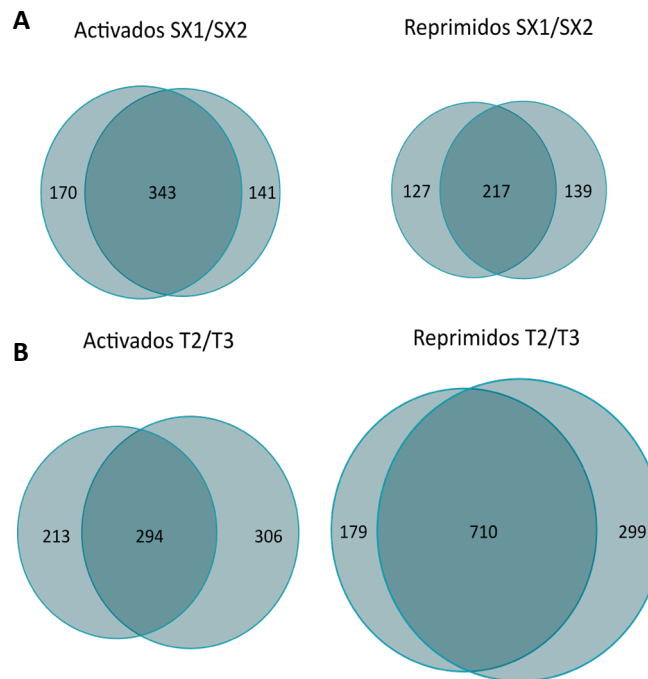 A
Activados SX1/SX2
Reprimidos SX1/SX2
170
343
141
127
217
139
B
Activados T2/T3
Reprimidos T2/T3
213
294
306
179
710
299